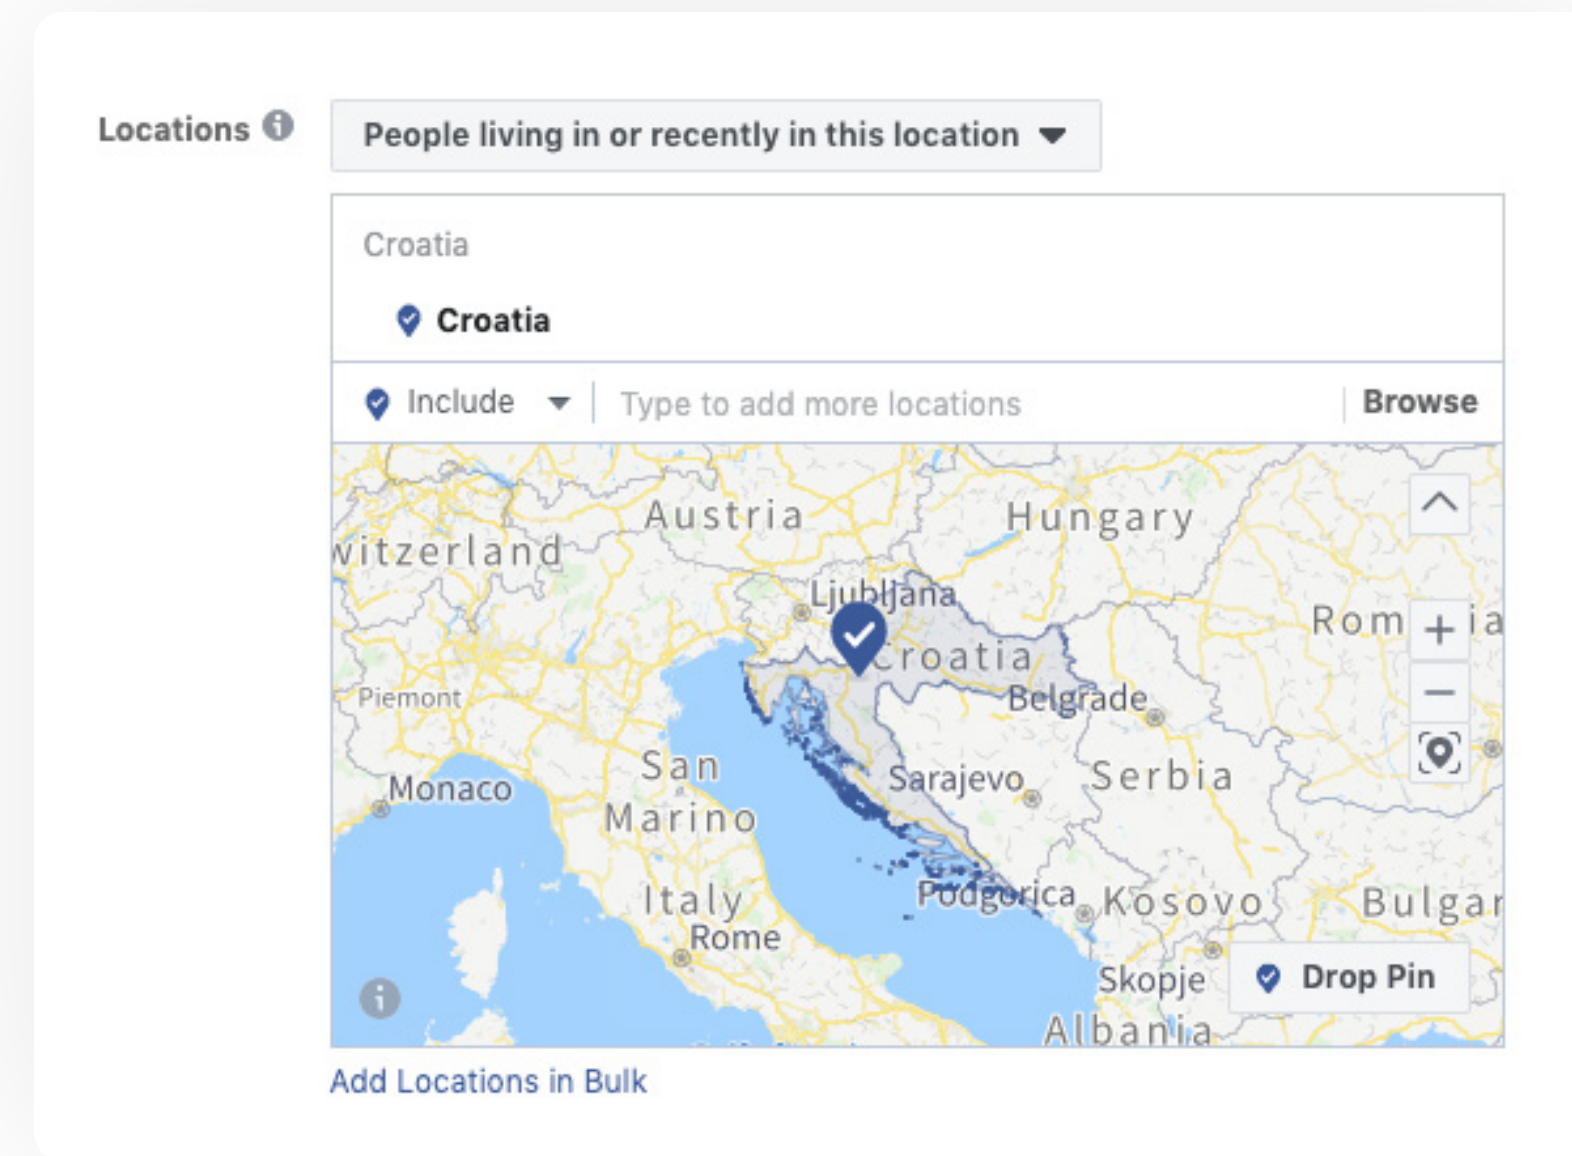 Locations
People living in or recently in this location
Croatia
Croatia
Include
Type to add more locations
Browse
Austria
Hungary
witzerland
Ljubljana
Rom
ia
Croatia
Piemont
Belgrade
San
Marino
Monaco
Sarajevo
Serbia
Italy
Podgorica
Kosovo
Bulgar
Rome
Skopje
Drop Pin
Albania
Add Locations in Bulk